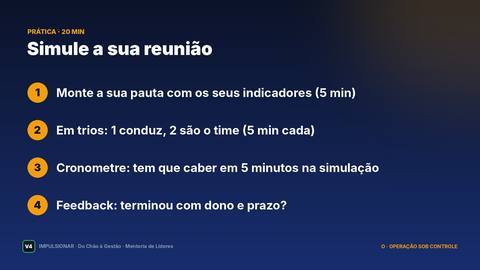 PRÁTICA · 20 MIN
Simule a sua reunião
1 Monte a sua pauta com os seus indicadores (5 min)
2 Em trios: 1 conduz, 2 são o time (5 min cada)
3 Cronometre: tem que caber em 5 minutos na simulação
4 Feedback: terminou com dono e prazo?
V4 IMPULSIONAR · Do Chão à Gestão · Mentoria de Líderes
O · OPERAÇÃO SOB CONTROLE